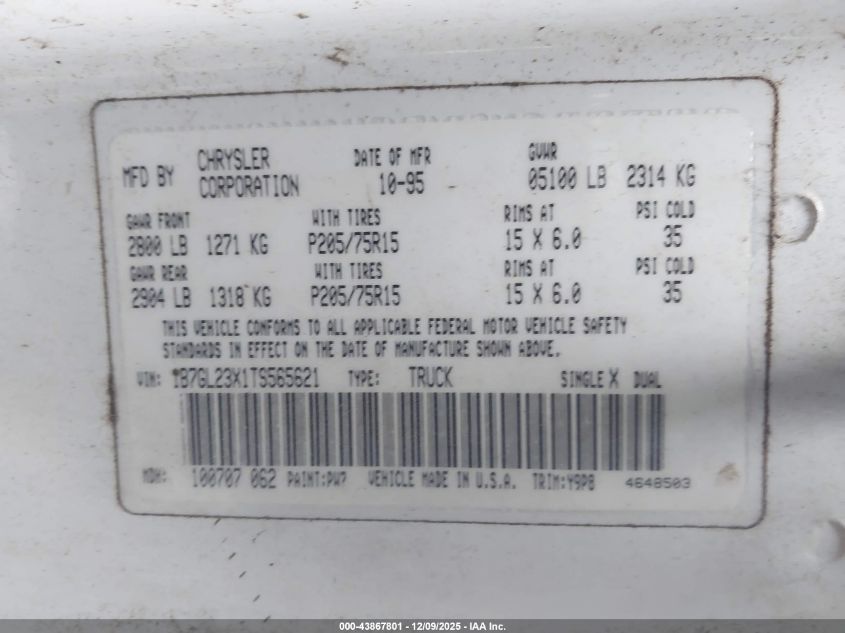 MFD BY CHRYSLER CORPORATION DATE OF MFR 10-95 GVWR 05100 LB 2314 KG
GAWR FRONT WITH TIRES RIMS AT PSI COLD
2800 LB 1271 KG P205/75R15 15 X 6.0 35
GAWR REAR WITH TIRES RIMS AT PSI COLD
2904 LB 1318 KG P205/75R15 15 X 6.0 35
THIS VEHICLE CONFORMS TO ALL APPLICABLE FEDERAL MOTOR VEHICLE SAFETY
STANDARDS IN EFFECT ON THE DATE OF MANUFACTURE SHOWN ABOVE.
VIN: 1B7GL23X1TS565621 TYPE: TRUCK SINGLE X DUAL
MDH: 100707 062 PAINT:PW7 VEHICLE MADE IN U.S.A. TRIM:Y9P8 4648503
000-43867801 - 12/09/2025 - IAA Inc.